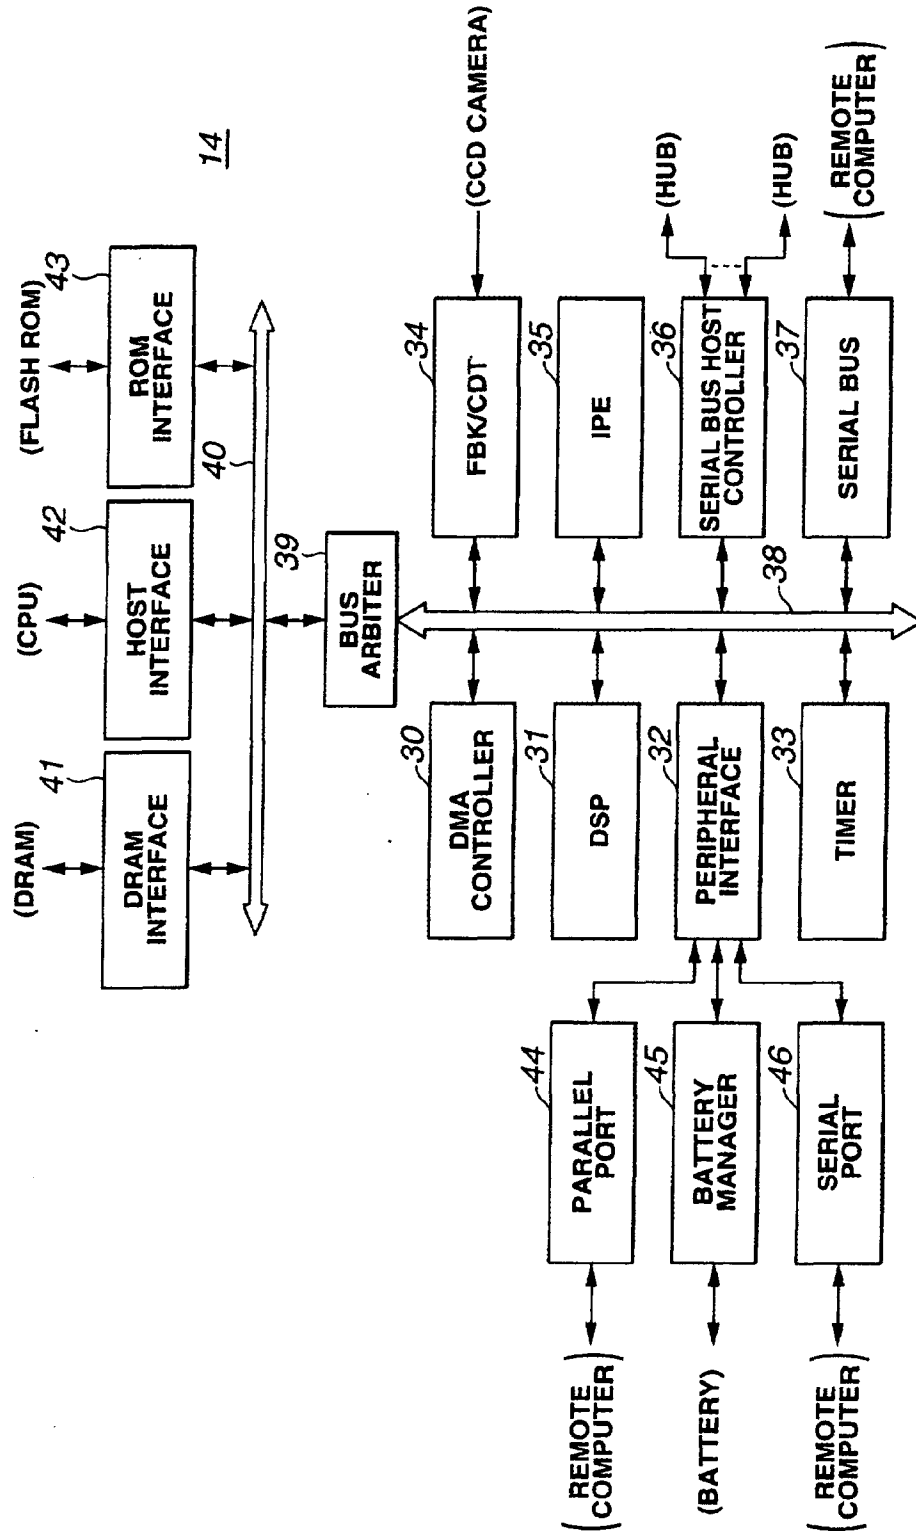 14
(DRAM)
(CPU)
(FLASH ROM)
41
42
43
DRAM
INTERFACE
HOST
INTERFACE
ROM
INTERFACE
40
39
BUS
ARBITER
30
DMA
CONTROLLER
34
FBK/CDT
(CCD CAMERA)
44
PARALLEL
PORT
(REMOTE
COMPUTER)
31
DSP
35
IPE
45
BATTERY
MANAGER
(BATTERY)
32
PERIPHERAL
INTERFACE
36
SERIAL BUS HOST
CONTROLLER
(HUB)
(HUB)
46
SERIAL
PORT
(REMOTE
COMPUTER)
33
TIMER
38
37
SERIAL BUS
(REMOTE
COMPUTER)